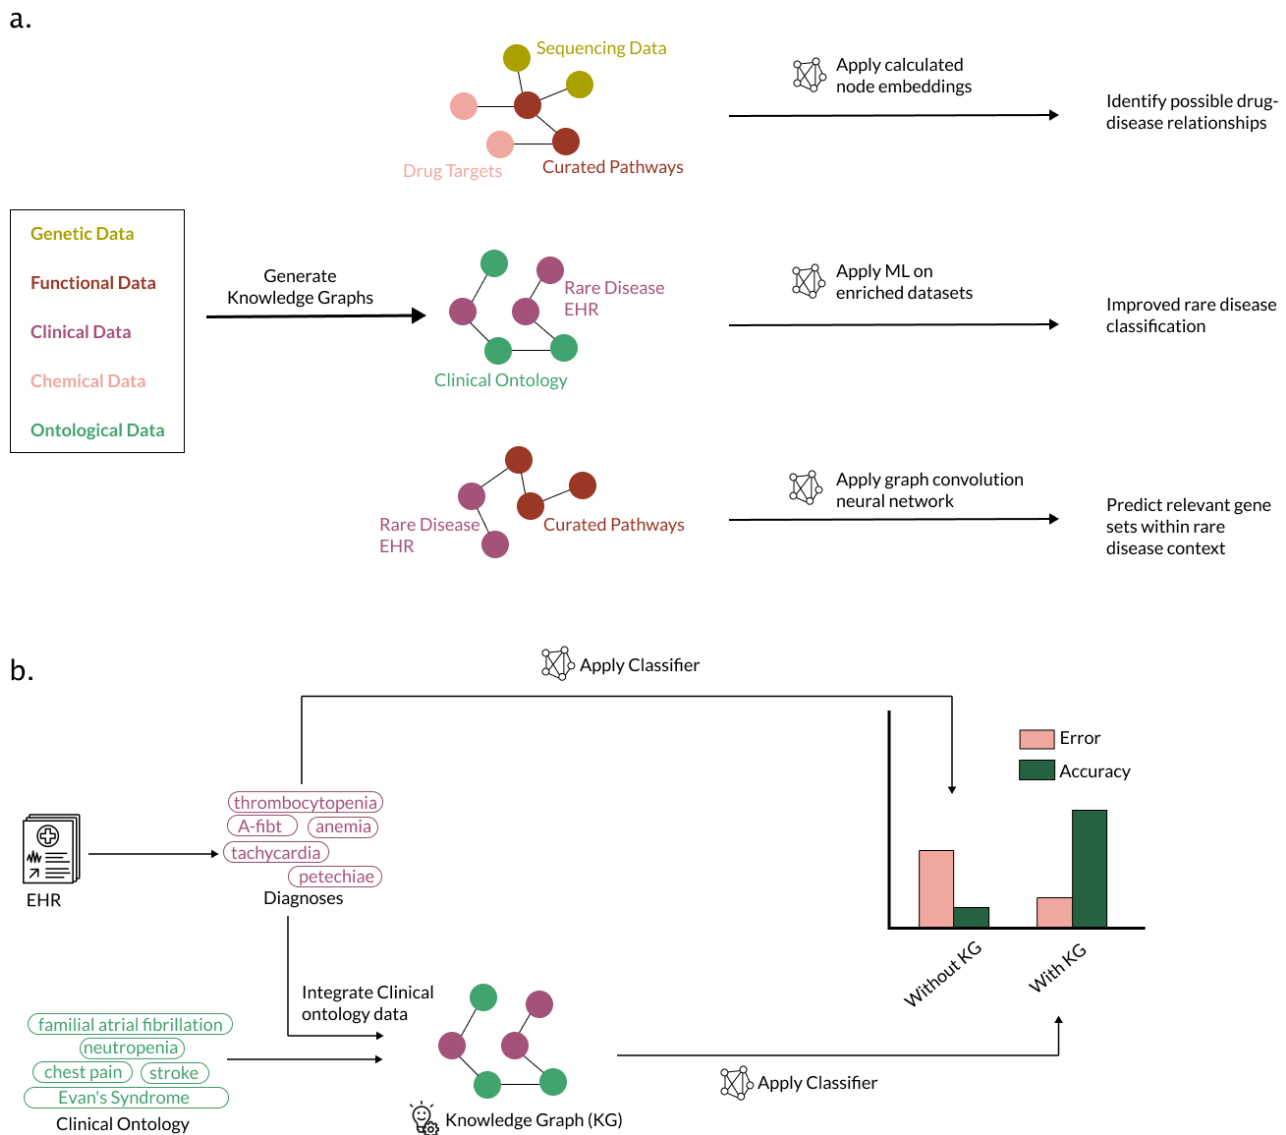 a.
Sequencing Data
Drug Targets
Curated Pathways
Apply calculated
node embeddings
Identify possible drug-
disease relationships
Genetic Data
Functional Data
Clinical Data
Chemical Data
Ontological Data
Generate
Knowledge Graphs
Rare Disease
EHR
Clinical Ontology
Apply ML on
enriched datasets
Improved rare disease
classification
Rare Disease
EHR
Curated Pathways
Apply graph convolution
neural network
Predict relevant gene
sets within rare
disease context
b.
Apply Classifier
EHR
thrombocytopenia
A-fibt anemia
tachycardia
petechiae
Diagnoses
Integrate Clinical
ontology data
familial atrial fibrillation
neutropenia
chest pain stroke
Evan's Syndrome
Clinical Ontology
Knowledge Graph (KG)
Apply Classifier
Error
Accuracy
Without KG
With KG